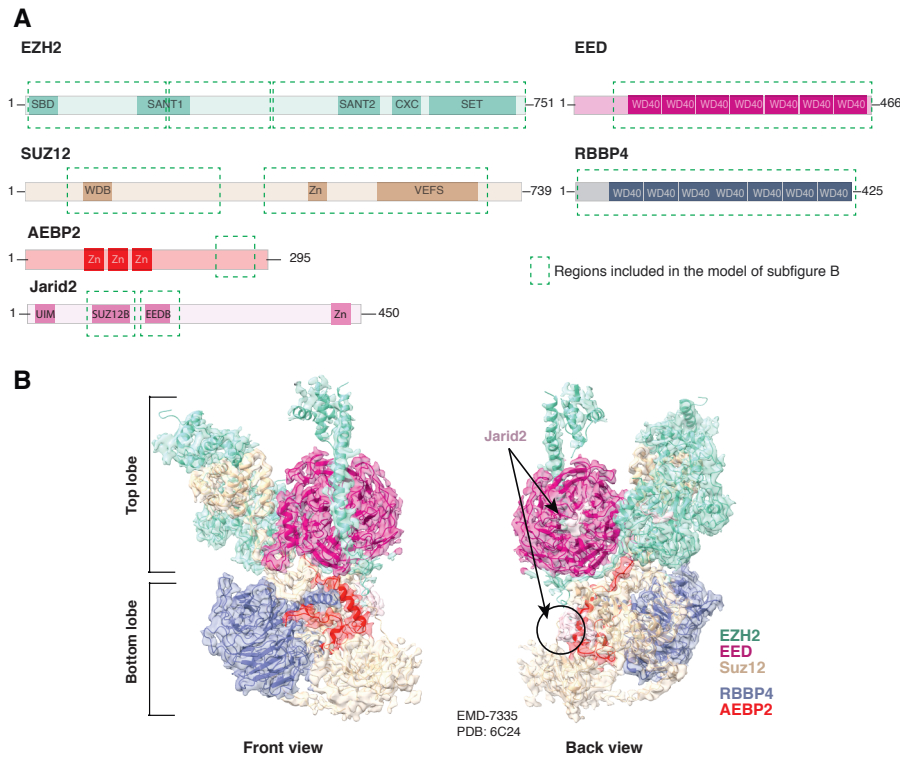 A
EZH2
EED
1 SBD SANT1 SANT2 CXC SET 751
1 WD40 WD40 WD40 WD40 WD40 WD40 WD40 466
SUZ12
RBBP4
1 WDB Zn VEFS 739
1 WD40 WD40 WD40 WD40 WD40 WD40 WD40 425
AEBP2
1 Zn Zn Zn 295
Regions included in the model of subfigure B
Jarid2
1 UIM SUZ12B EEDB Zn 450
B
Top lobe
Bottom lobe
Jarid2
EZH2
EED
Suz12
RBBP4
AEBP2
EMD-7335
PDB: 6C24
Front view
Back view